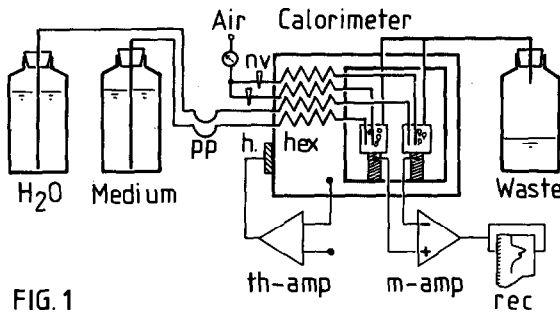 Air Calorimeter
nv
pp
h.
hex
H₂O
Medium
Waste
th-amp
m-amp
rec
FIG. 1